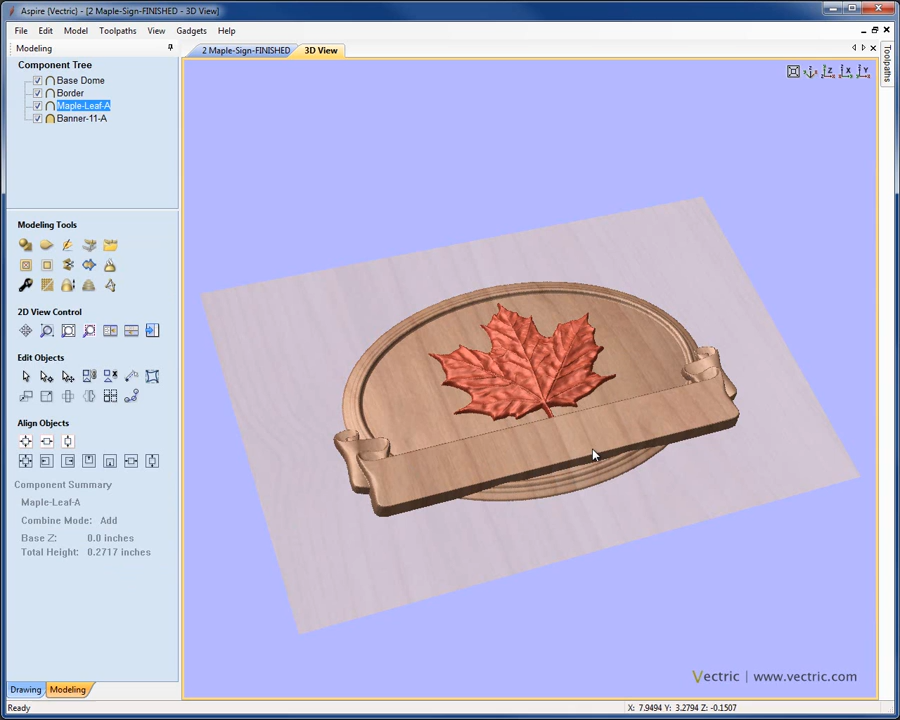 Aspire (Vectric) - [2 Maple-Sign-FINISHED - 3D View]
File Edit Model Toolpaths View Gadgets Help
Modeling
2 Maple-Sign-FINISHED 3D View
Toolpaths
Component Tree
Base Dome
Border
Maple-Leaf-A
Banner-11-A
Z X Y
Modeling Tools
2D View Control
Edit Objects
Align Objects
Component Summary
Maple-Leaf-A
Combine Mode: Add
Base Z: 0.0 inches
Total Height: 0.2717 inches
Vectric | www.vectric.com
Drawing Modeling
Ready X: 7.9494 Y: 3.2794 Z: -0.1507